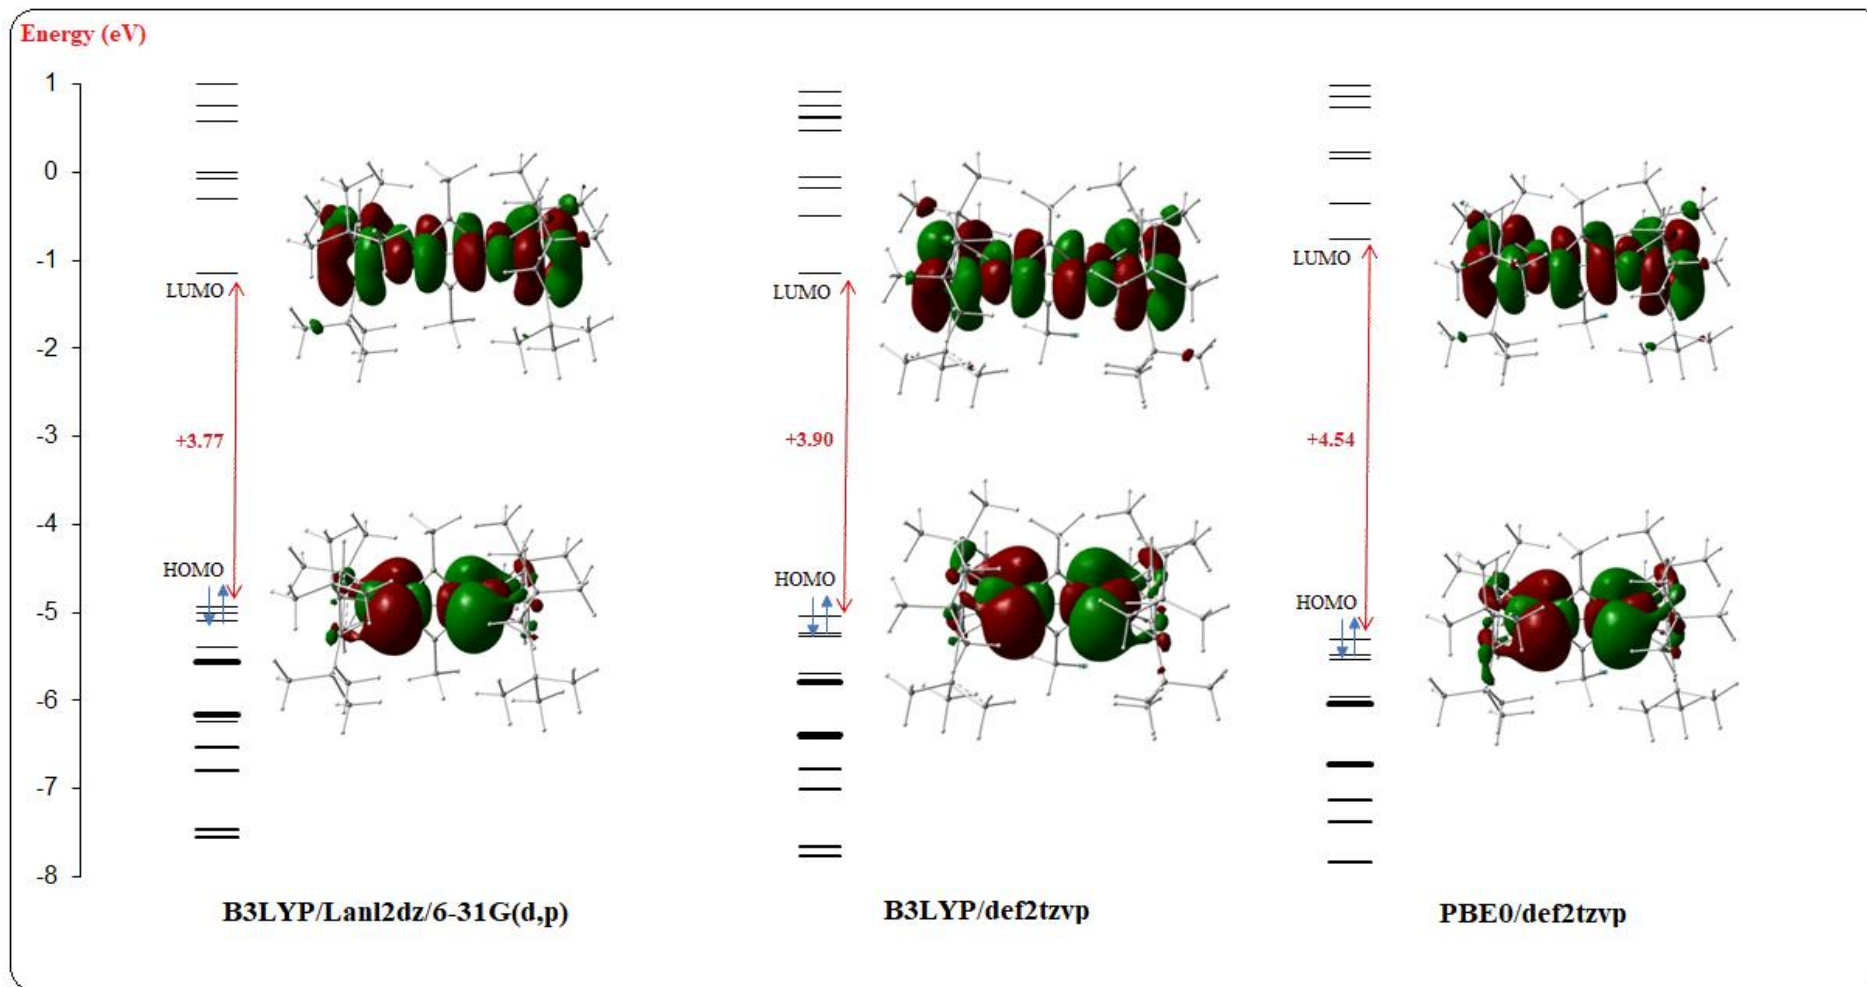 Energy (eV)
1
0
-1
-2
-3
-4
-5
-6
-7
-8
LUMO
+3.77
HOMO
B3LYP/Lanl2dz/6-31G(d,p)
LUMO
+3.90
HOMO
B3LYP/def2tzvp
LUMO
+4.54
HOMO
PBE0/def2tzvp